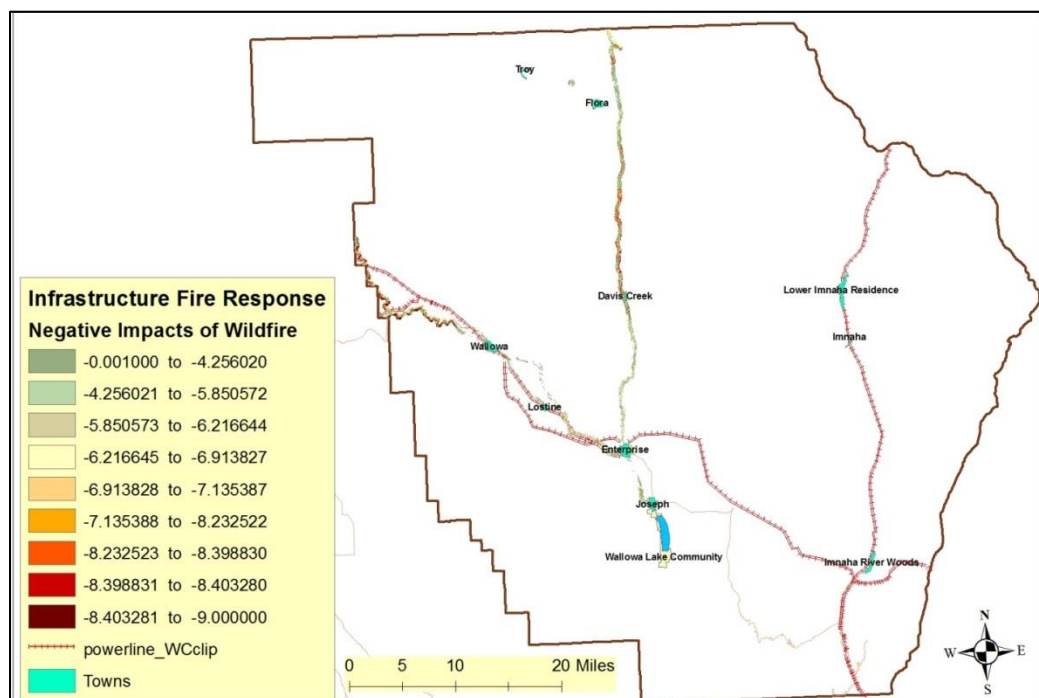 Troy
Flora
Davis Creek
Lower Imnaha Residence
Imnaha
Wallowa
Lostine
Enterprise
Joseph
Wallowa Lake Community
Imnaha River Woods
Infrastructure Fire Response
Negative Impacts of Wildfire
-0.001000 to -4.256020
-4.256021 to -5.850572
-5.850573 to -6.216644
-6.216645 to -6.913827
-6.913828 to -7.135387
-7.135388 to -8.232522
-8.232523 to -8.398830
-8.398831 to -8.403280
-8.403281 to -9.000000
powerline_WCclip
Towns
0 5 10 20 Miles
N
W E
S